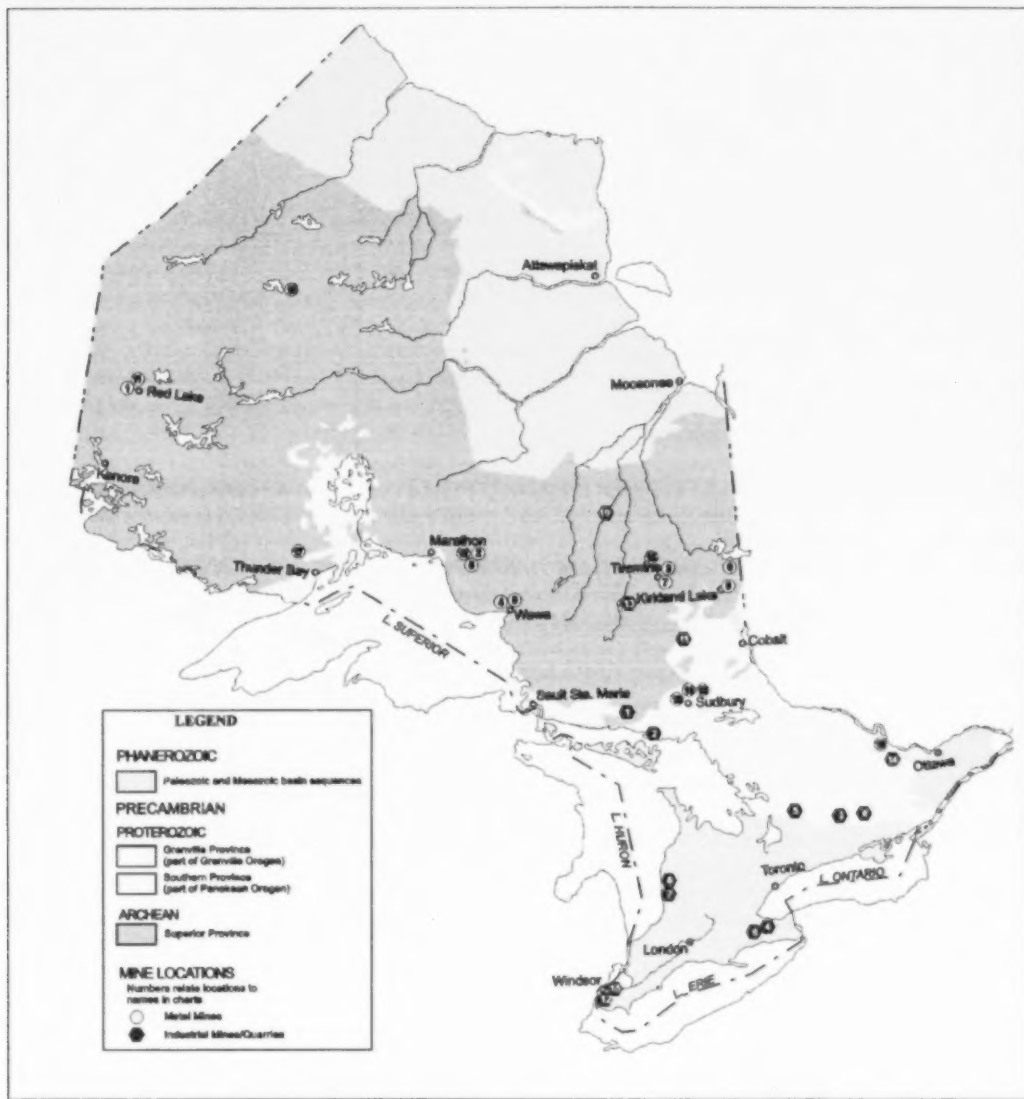 Attawapiskat
Moosonee
Red Lake
Kenora
Marathon
Thunder Bay
Timmins
Kirkland Lake
Wawa
Cobalt
L. SUPERIOR
Sault Ste. Marie
Sudbury
Ottawa
L. HURON
Toronto
L. ONTARIO
London
Windsor
L. ERIE
LEGEND
PHANEROZOIC
Paleozoic and Mesozoic basin sequences
PRECAMBRIAN
PROTEROZOIC
Grenville Province
(part of Grenville Orogen)
Southern Province
(part of Penokean Orogen)
ARCHEAN
Superior Province
MINE LOCATIONS
Numbers relate locations to
names in charts
Metal Mines
Industrial Mines/Quarries